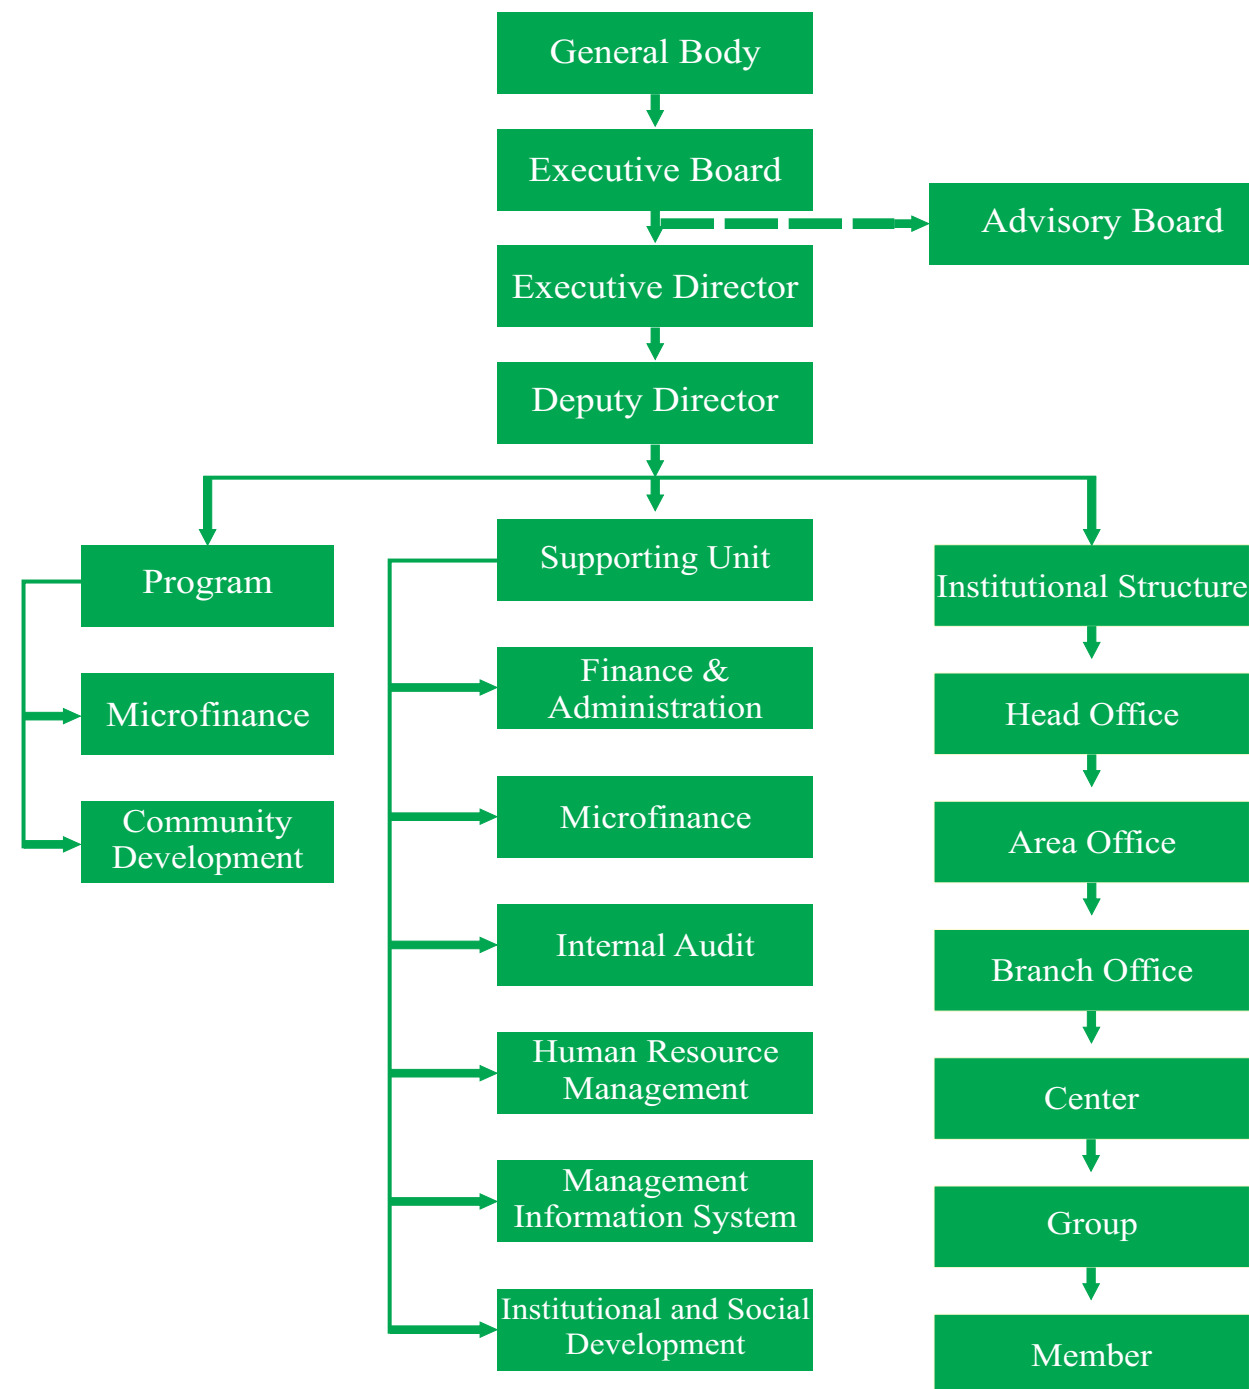 General Body
Executive Board
Advisory Board
Executive Director
Deputy Director
Program
Microfinance
Community
Development
Supporting Unit
Finance &
Administration
Microfinance
Internal Audit
Human Resource
Management
Management
Information System
Institutional and Social
Development
Institutional Structure
Head Office
Area Office
Branch Office
Center
Group
Member